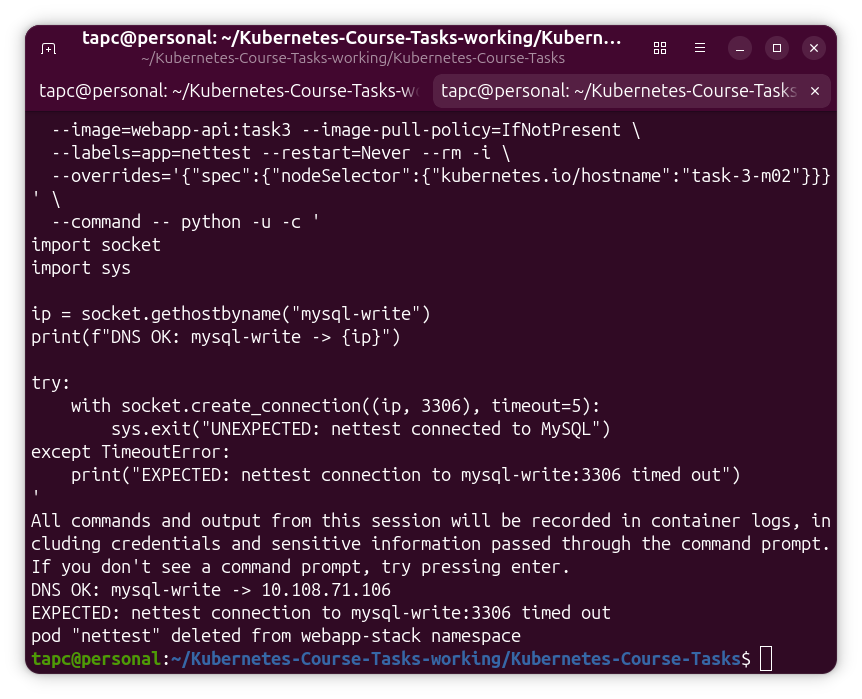 tapc@personal: ~/Kubernetes-Course-Tasks-working/Kubern...
~/Kubernetes-Course-Tasks-working/Kubernetes-Course-Tasks
tapc@personal: ~/Kubernetes-Course-Tasks-w
tapc@personal: ~/Kubernetes-Course-Tasks
  --image=webapp-api:task3 --image-pull-policy=IfNotPresent \
  --labels=app=nettest --restart=Never --rm -i \
  --overrides='{"spec":{"nodeSelector":{"kubernetes.io/hostname":"task-3-m02"}}}
' \
  --command -- python -u -c '
import socket
import sys

ip = socket.gethostbyname("mysql-write")
print(f"DNS OK: mysql-write -> {ip}")

try:
    with socket.create_connection((ip, 3306), timeout=5):
        sys.exit("UNEXPECTED: nettest connected to MySQL")
except TimeoutError:
    print("EXPECTED: nettest connection to mysql-write:3306 timed out")
'
All commands and output from this session will be recorded in container logs, in
cluding credentials and sensitive information passed through the command prompt.
If you don't see a command prompt, try pressing enter.
DNS OK: mysql-write -> 10.108.71.106
EXPECTED: nettest connection to mysql-write:3306 timed out
pod "nettest" deleted from webapp-stack namespace
tapc@personal:~/Kubernetes-Course-Tasks-working/Kubernetes-Course-Tasks$